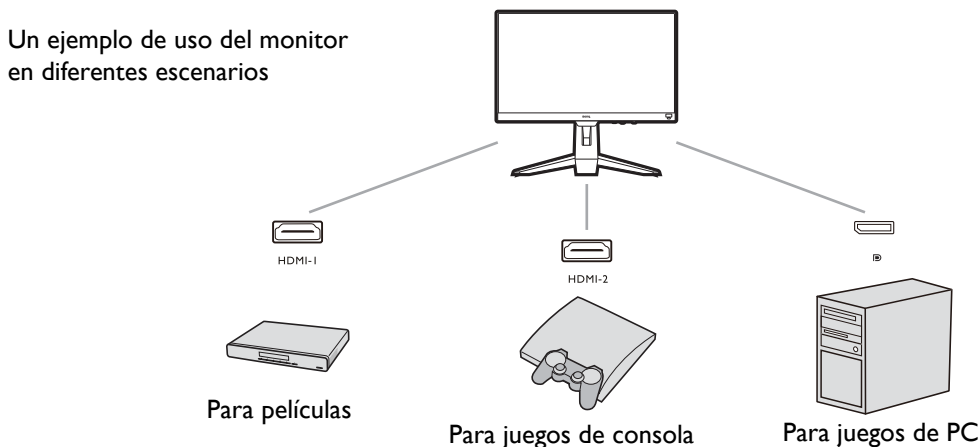 Un ejemplo de uso del monitor
en diferentes escenarios
HDMI-1
HDMI-2
Para películas
Para juegos de consola
Para juegos de PC